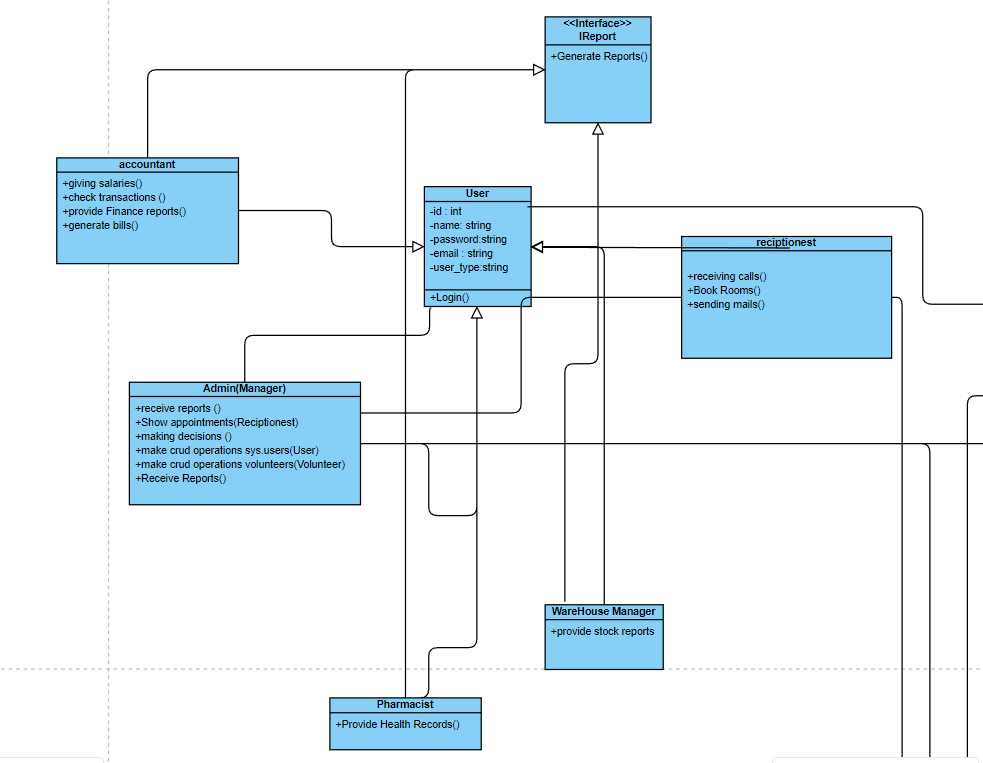 <<Interface>>
IReport
+Generate Reports()
accountant
+giving salaries()
+check transactions ()
+provide Finance reports()
+generate bills()
User
-id : int
-name: string
-password:string
-email : string
-user_type:string
+Login()
reciptionest
+receiving calls()
+Book Rooms()
+sending mails()
Admin(Manager)
+receive reports ()
+Show appointments(Reciptionest)
+making decisions ()
+make crud operations sys.users(User)
+make crud operations volunteers(Volunteer)
+Receive Reports()
WareHouse Manager
+provide stock reports
Pharmacist
+Provide Health Records()